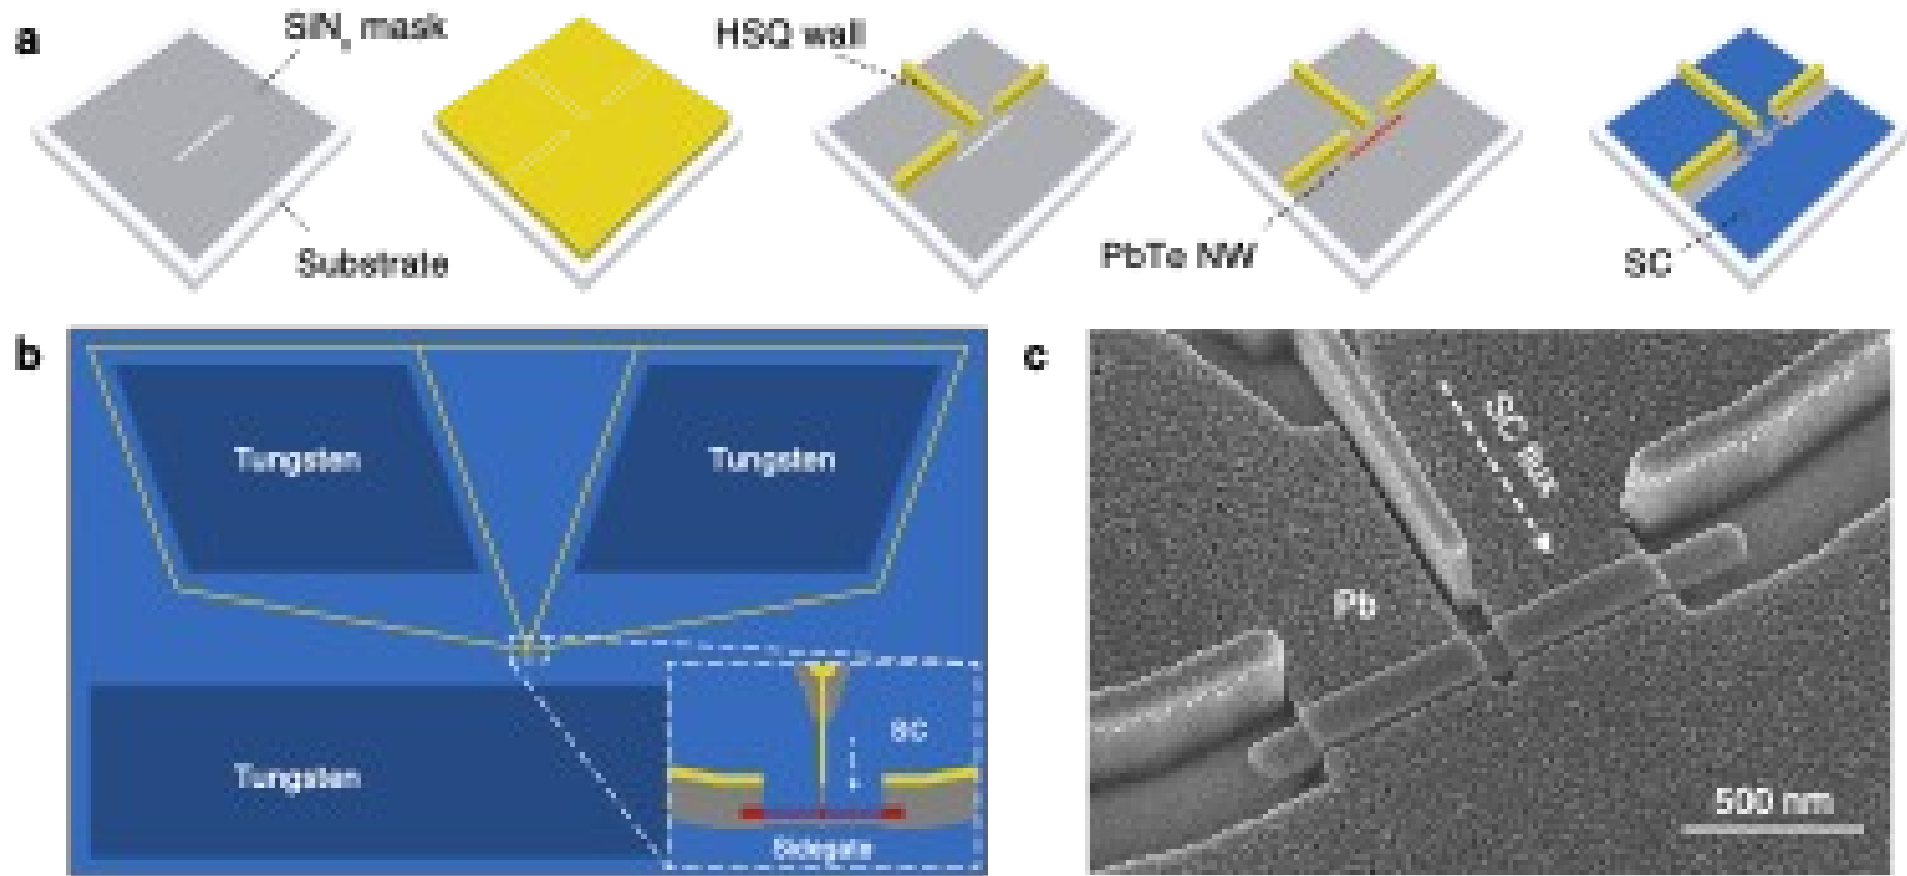 a
SiNx mask
Substrate
HSQ wall
PbTe NW
SC
b
Tungsten
Tungsten
Tungsten
SC
Sidegate
c
SC flux
Pb
500 nm